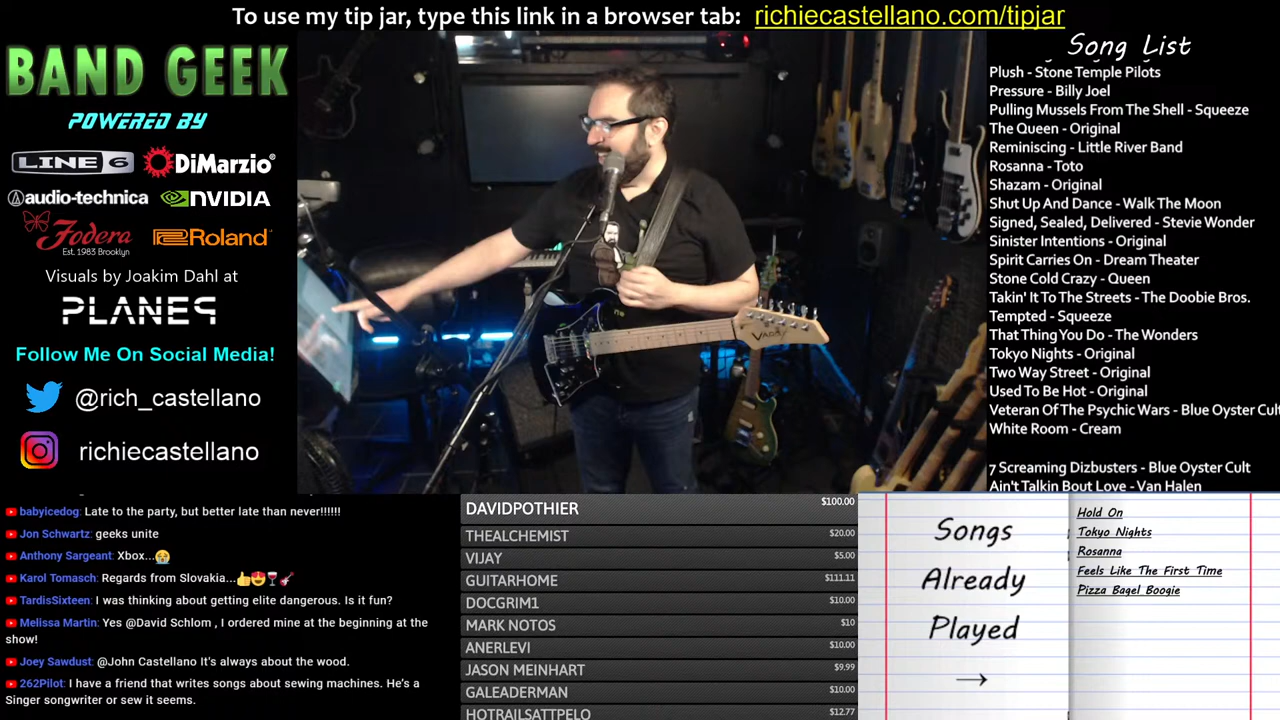 To use my tip jar, type this link in a browser tab: richiecastellano.com/tipjar
BAND GEEK
POWERED BY
LINE 6 DiMarzio®
audio-technica NVIDIA
Fodera
Est. 1983 Brooklyn
Roland
Visuals by Joakim Dahl at
PLANE9
Follow Me On Social Media!
@rich_castellano
richiecastellano
Song List
Plush - Stone Temple Pilots
Pressure - Billy Joel
Pulling Mussels From The Shell - Squeeze
The Queen - Original
Reminiscing - Little River Band
Rosanna - Toto
Shazam - Original
Shut Up And Dance - Walk The Moon
Signed, Sealed, Delivered - Stevie Wonder
Sinister Intentions - Original
Spirit Carries On - Dream Theater
Stone Cold Crazy - Queen
Takin' It To The Streets - The Doobie Bros.
Tempted - Squeeze
That Thing You Do - The Wonders
Tokyo Nights - Original
Two Way Street - Original
Used To Be Hot - Original
Veteran Of The Psychic Wars - Blue Oyster Cult
White Room - Cream
7 Screaming Dizbusters - Blue Oyster Cult
Ain't Talkin Bout Love - Van Halen
babyicedog: Late to the party, but better late than never!!!!!!
Jon Schwartz: geeks unite
Anthony Sargeant: Xbox...😭
Karol Tomasch: Regards from Slovakia...👍😍🍷🎸
TardisSixteen: I was thinking about getting elite dangerous. Is it fun?
Melissa Martin: Yes @David Schlom , I ordered mine at the beginning at the
show!
Joey Sawdust: @John Castellano It's always about the wood.
262Pilot: I have a friend that writes songs about sewing machines. He's a
Singer songwriter or sew it seems.
DAVIDPOTHIER $100.00
THEALCHEMIST $20.00
VIJAY $5.00
GUITARHOME $111.11
DOCGRIM1 $10.00
MARK NOTOS $10
ANERLEVI $10.00
JASON MEINHART $9.99
GALEADERMAN $10.00
HOTRAILSATTPELO $12.77
Songs
Already
Played
→
Hold On
Tokyo Nights
Rosanna
Feels Like The First Time
Pizza Bagel Boogie